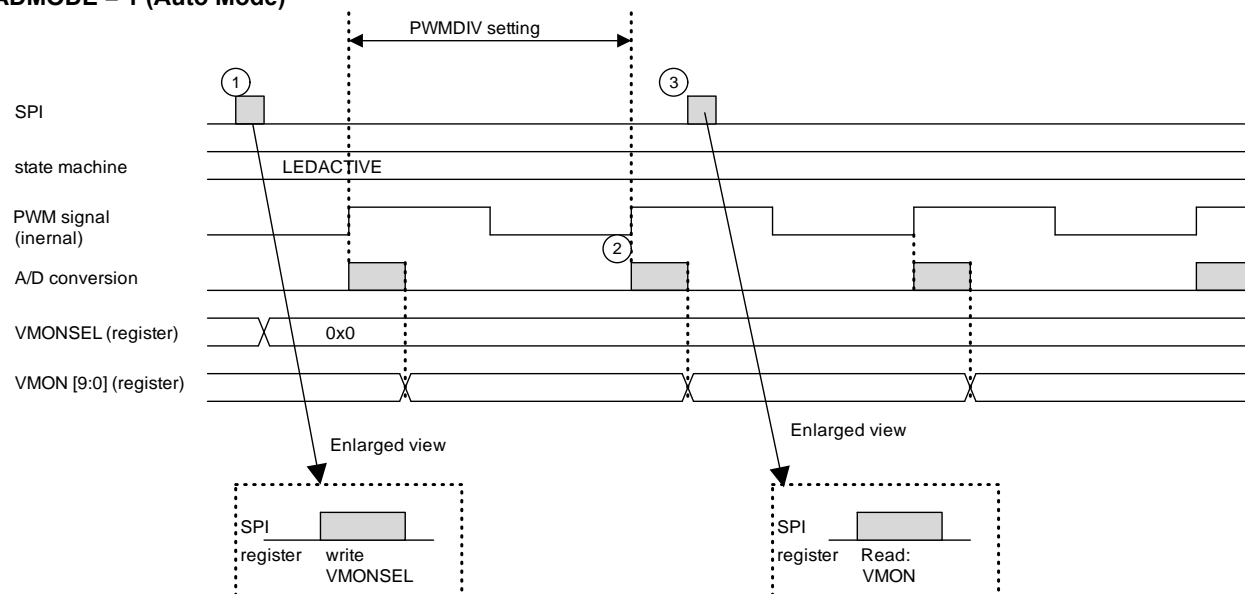 ADMODE = 1 (Auto Mode)
PWMDIV setting
1
3
SPI
state machine
LEDACTIVE
PWM signal
(inernal)
2
A/D conversion
VMONSEL (register)
0x0
VMON [9:0] (register)
Enlarged view
Enlarged view
SPI
register
write
VMONSEL
SPI
register
Read:
VMON